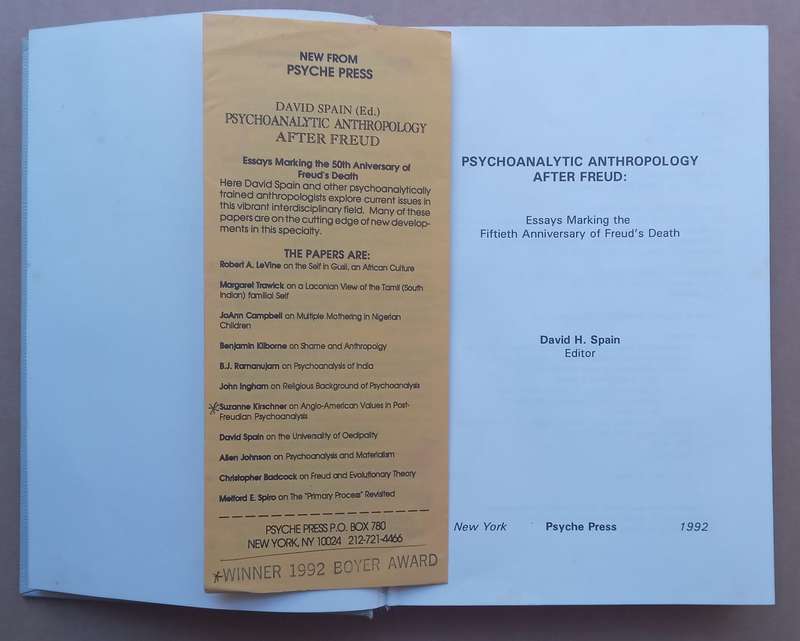 NEW FROM
PSYCHE PRESS
DAVID SPAIN (Ed.)
PSYCHOANALYTIC ANTHROPOLOGY
AFTER FREUD
Essays Marking the 50th Aniversary of
Freud's Death
Here David Spain and other psychoanalytically
trained anthropologists explore current issues in
this vibrant interdisciplinary field. Many of these
papers are on the cutting edge of new develop-
ments in this specialty.
THE PAPERS ARE:
Robert A. LeVine on the Self in Gusii, an African Culture
Margaret Trawick on a Laconian View of the Tamil (South
Indian) familial Self
JoAnn Campbell on Multiple Mothering in Nigerian
Children
Benjamin Kilborne on Shame and Anthropolgy
B.J. Ramanujam on Psychoanalysis of India
John Ingham on Religious Background of Psychoanalysis
*Suzanne Kirschner on Anglo-American Values in Post-
Freudian Psychoanalysis
David Spain on the Universality of Oedipality
Allen Johnson on Psychoanalysis and Materialism
Christopher Badcock on Freud and Evolutionary Theory
Melford E. Spiro on The "Primary Process" Revisited
PSYCHE PRESS P.O. BOX 780
NEW YORK, NY 10024 212-721-4466
*WINNER 1992 BOYER AWARD
PSYCHOANALYTIC ANTHROPOLOGY
AFTER FREUD:
Essays Marking the
Fiftieth Anniversary of Freud's Death
David H. Spain
Editor
New York Psyche Press 1992